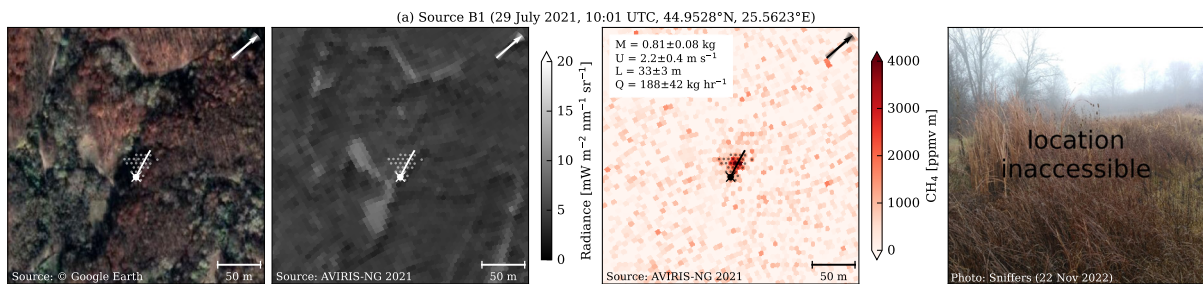 (a) Source B1 (29 July 2021, 10:01 UTC, 44.9528°N, 25.5623°E)
Source: © Google Earth
50 m
Source: AVIRIS-NG 2021
50 m
20
15
10
5
0
Radiance [mW m⁻² nm⁻¹ sr⁻¹]
M = 0.81±0.08 kg
U = 2.2±0.4 m s⁻¹
L = 33±3 m
Q = 188±42 kg hr⁻¹
Source: AVIRIS-NG 2021
50 m
4000
3000
2000
1000
0
CH₄ [ppmv m]
location
inaccessible
Photo: Sniffers (22 Nov 2022)